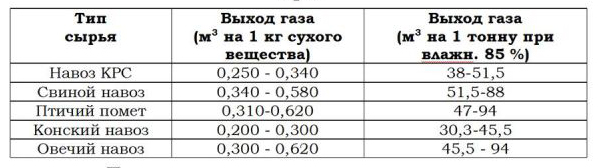 Тип сырья | Выход газа (м³ на 1 кг сухого вещества) | Выход газа (м³ на 1 тонну при влажн. 85 %)
Навоз КРС | 0,250 - 0,340 | 38-51,5
Свиной навоз | 0,340 - 0,580 | 51,5-88
Птичий помет | 0,310-0,620 | 47-94
Конский навоз | 0,200 - 0,300 | 30,3-45,5
Овечий навоз | 0,300 - 0,620 | 45,5 - 94